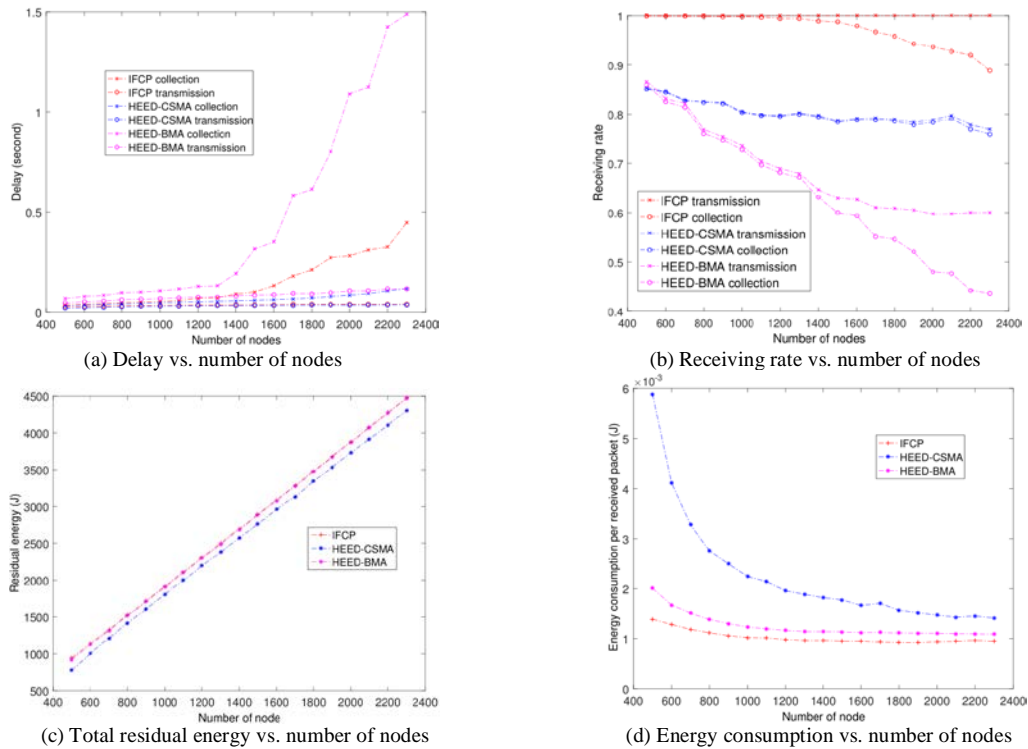 1.5
1
0.5
0
Delay (second)
IFCP collection
IFCP transmission
HEED-CSMA collection
HEED-CSMA transmission
HEED-BMA collection
HEED-BMA transmission
400 600 800 1000 1200 1400 1600 1800 2000 2200 2400
Number of nodes
(a) Delay vs. number of nodes
1
0.9
0.8
0.7
0.6
0.5
0.4
Receiving rate
IFCP transmission
IFCP collection
HEED-CSMA transmission
HEED-CSMA collection
HEED-BMA transmission
HEED-BMA collection
400 600 800 1000 1200 1400 1600 1800 2000 2200 2400
Number of nodes
(b) Receiving rate vs. number of nodes
4500
4000
3500
3000
2500
2000
1500
1000
500
Residual energy (J)
IFCP
HEED-CSMA
HEED-BMA
400 600 800 1000 1200 1400 1600 1800 2000 2200 2400
Number of node
(c) Total residual energy vs. number of nodes
×10⁻³
6
5
4
3
2
1
0
Energy consumption per received packet (J)
IFCP
HEED-CSMA
HEED-BMA
400 600 800 1000 1200 1400 1600 1800 2000 2200 2400
Number of node
(d) Energy consumption vs. number of nodes